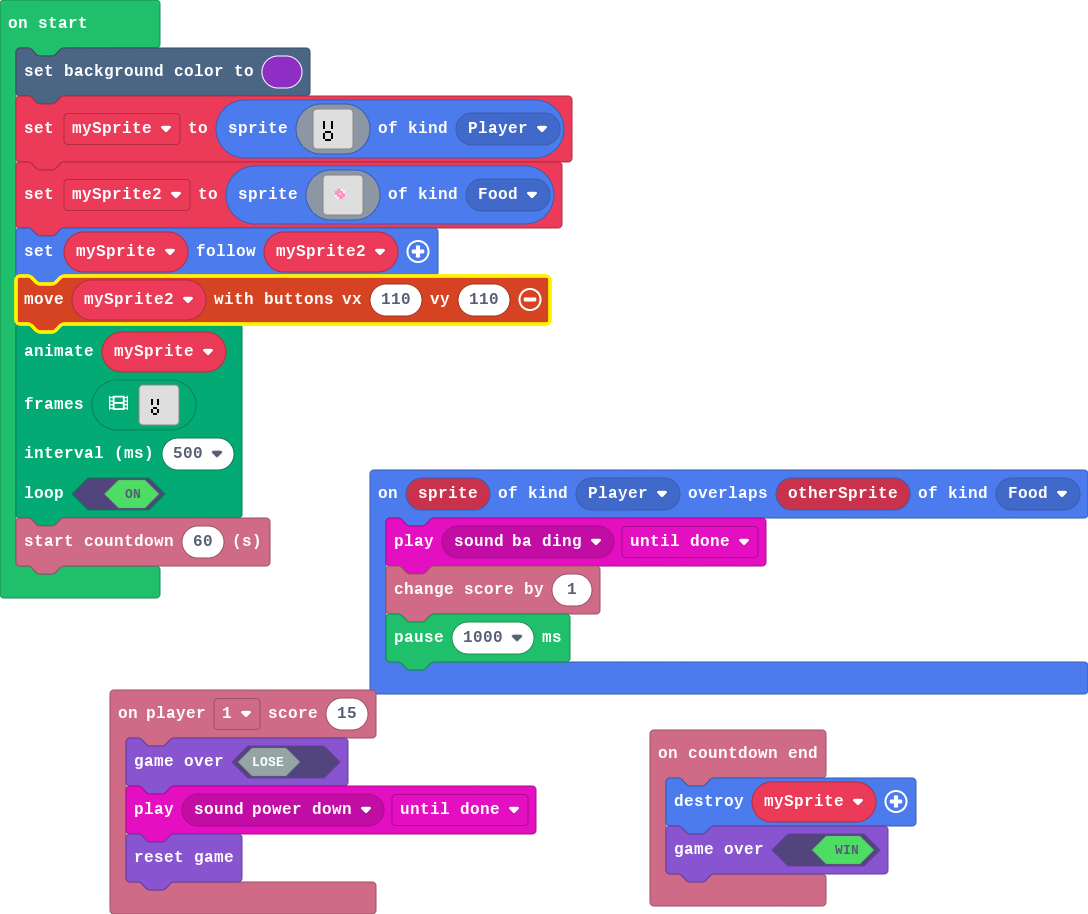 on start
set background color to
set mySprite to sprite of kind Player
set mySprite2 to sprite of kind Food
set mySprite follow mySprite2
move mySprite2 with buttons vx 110 vy 110
animate mySprite
frames
interval (ms) 500
loop ON
start countdown 60 (s)
on sprite of kind Player overlaps otherSprite of kind Food
play sound ba ding until done
change score by 1
pause 1000 ms
on player 1 score 15
game over LOSE
play sound power down until done
reset game
on countdown end
destroy mySprite
game over WIN